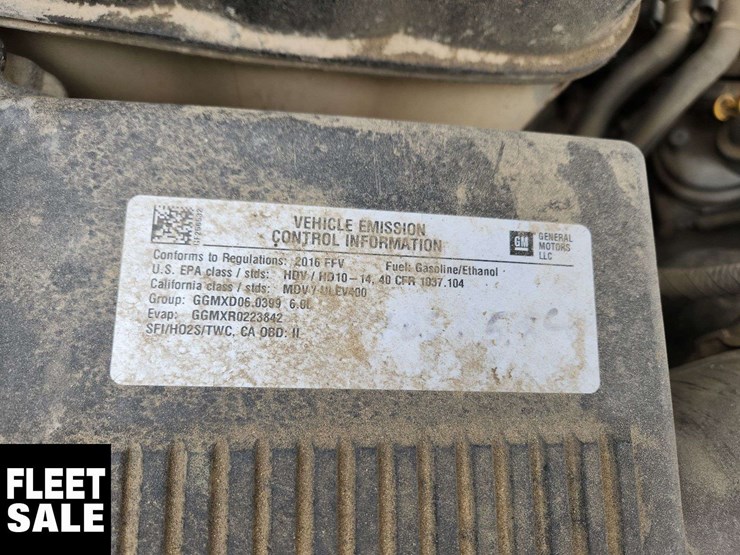 VEHICLE EMISSION
CONTROL INFORMATION
GM
GENERAL
MOTORS
LLC
Conforms to Regulations: 2016 FFV Fuel: Gasoline/Ethanol
U.S. EPA class / stds: HDV / HD10-14, 40 CFR 1037.104
California class / stds: MDV / ULEV400
Group: GGMXD06.0399 6.0L
Evap: GGMXR0223842
SFI/HO2S/TWC, CA OBD: II
FLEET
SALE